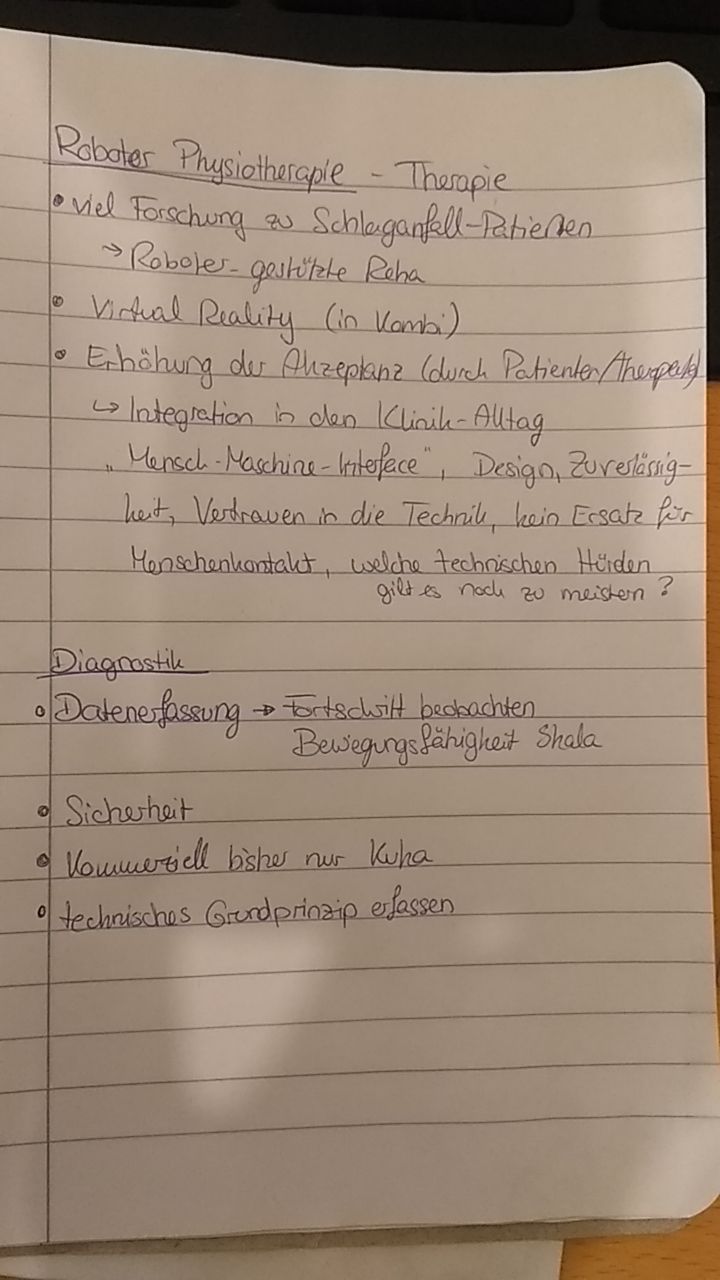 Roboter Physiotherapie - Therapie
• viel Forschung zu Schlaganfall-Patienten
→ Roboter-gestützte Reha
• Virtual Reality (in Kombi)
• Erhöhung der Akzeptanz (durch Patienten/Therapeut)
↳ Integration in den Klinik-Alltag
„Mensch-Maschine-Interface“, Design, Zuverlässig-
keit, Vertrauen in die Technik, kein Ersatz für
Menschenkontakt, welche technischen Hürden
gilt es noch zu meistern?
Diagnostik
• Datenerfassung → Fortschritt beobachten
Bewegungsfähigkeit Skala
• Sicherheit
• Kommerziell bisher nur Kuka
• technisches Grundprinzip erfassen